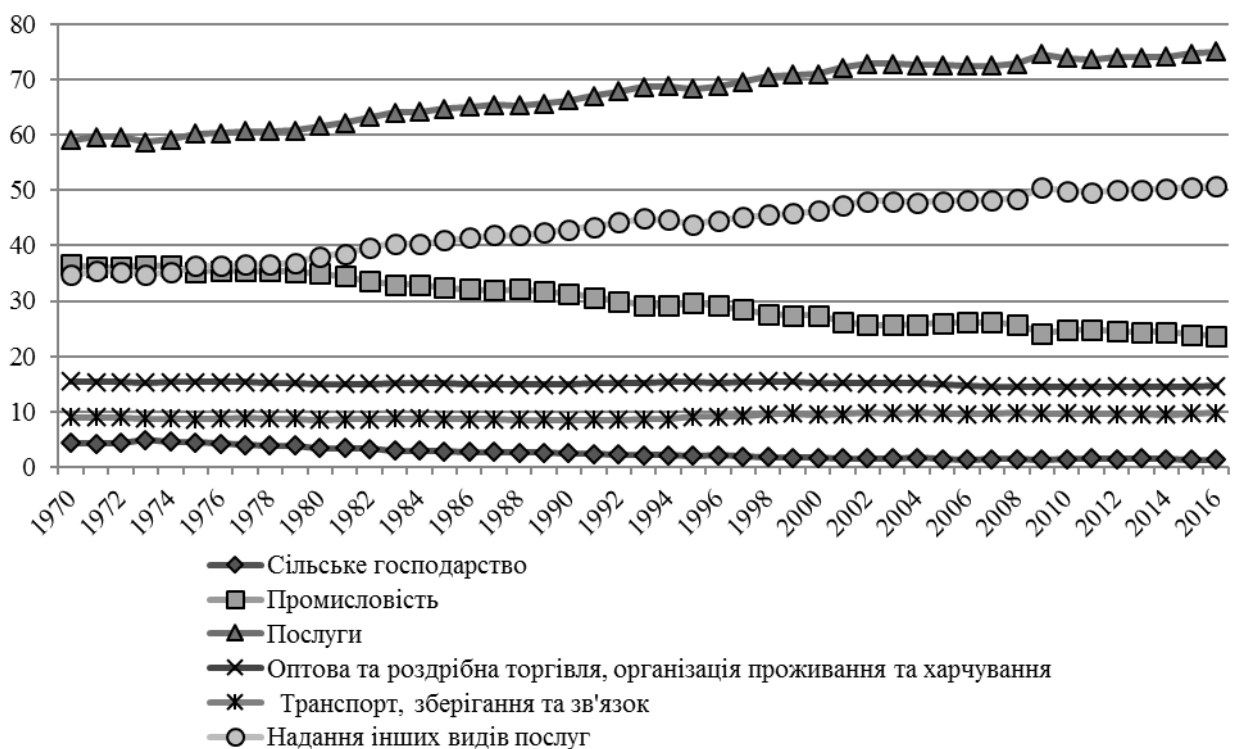 80
70
60
50
40
30
20
10
0
1970 1972 1974 1976 1978 1980 1982 1984 1986 1988 1990 1992 1994 1996 1998 2000 2002 2004 2006 2008 2010 2012 2014 2016
Сільське господарство
Промисловість
Послуги
Оптова та роздрібна торгівля, організація проживання та харчування
Транспорт, зберігання та зв'язок
Надання інших видів послуг